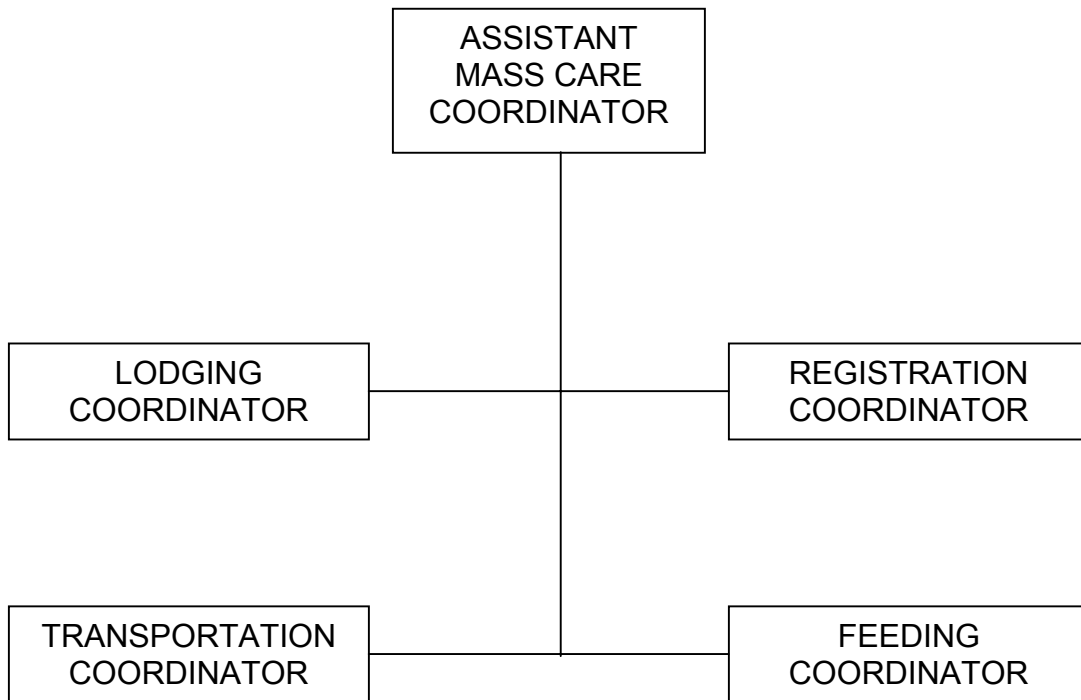 ASSISTANT
MASS CARE
COORDINATOR
LODGING
COORDINATOR
REGISTRATION
COORDINATOR
TRANSPORTATION
COORDINATOR
FEEDING
COORDINATOR